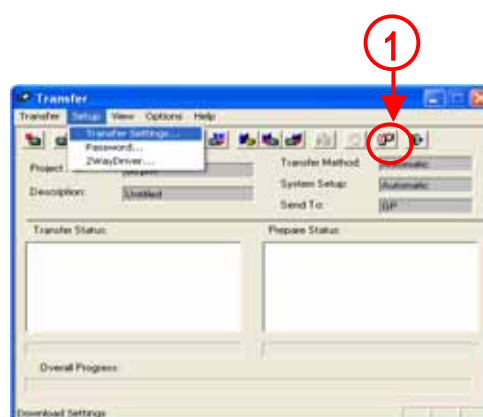 1
Transfer
Transfer Setup View Options Help
Transfer Settings...
Password...
2WayDriver...
Project
Transfer Method: Automatic
System Setup: Automatic
Description: Untitled
Send To: GP
Transfer Status:
Prepare Status:
Overall Progress:
Download Settings